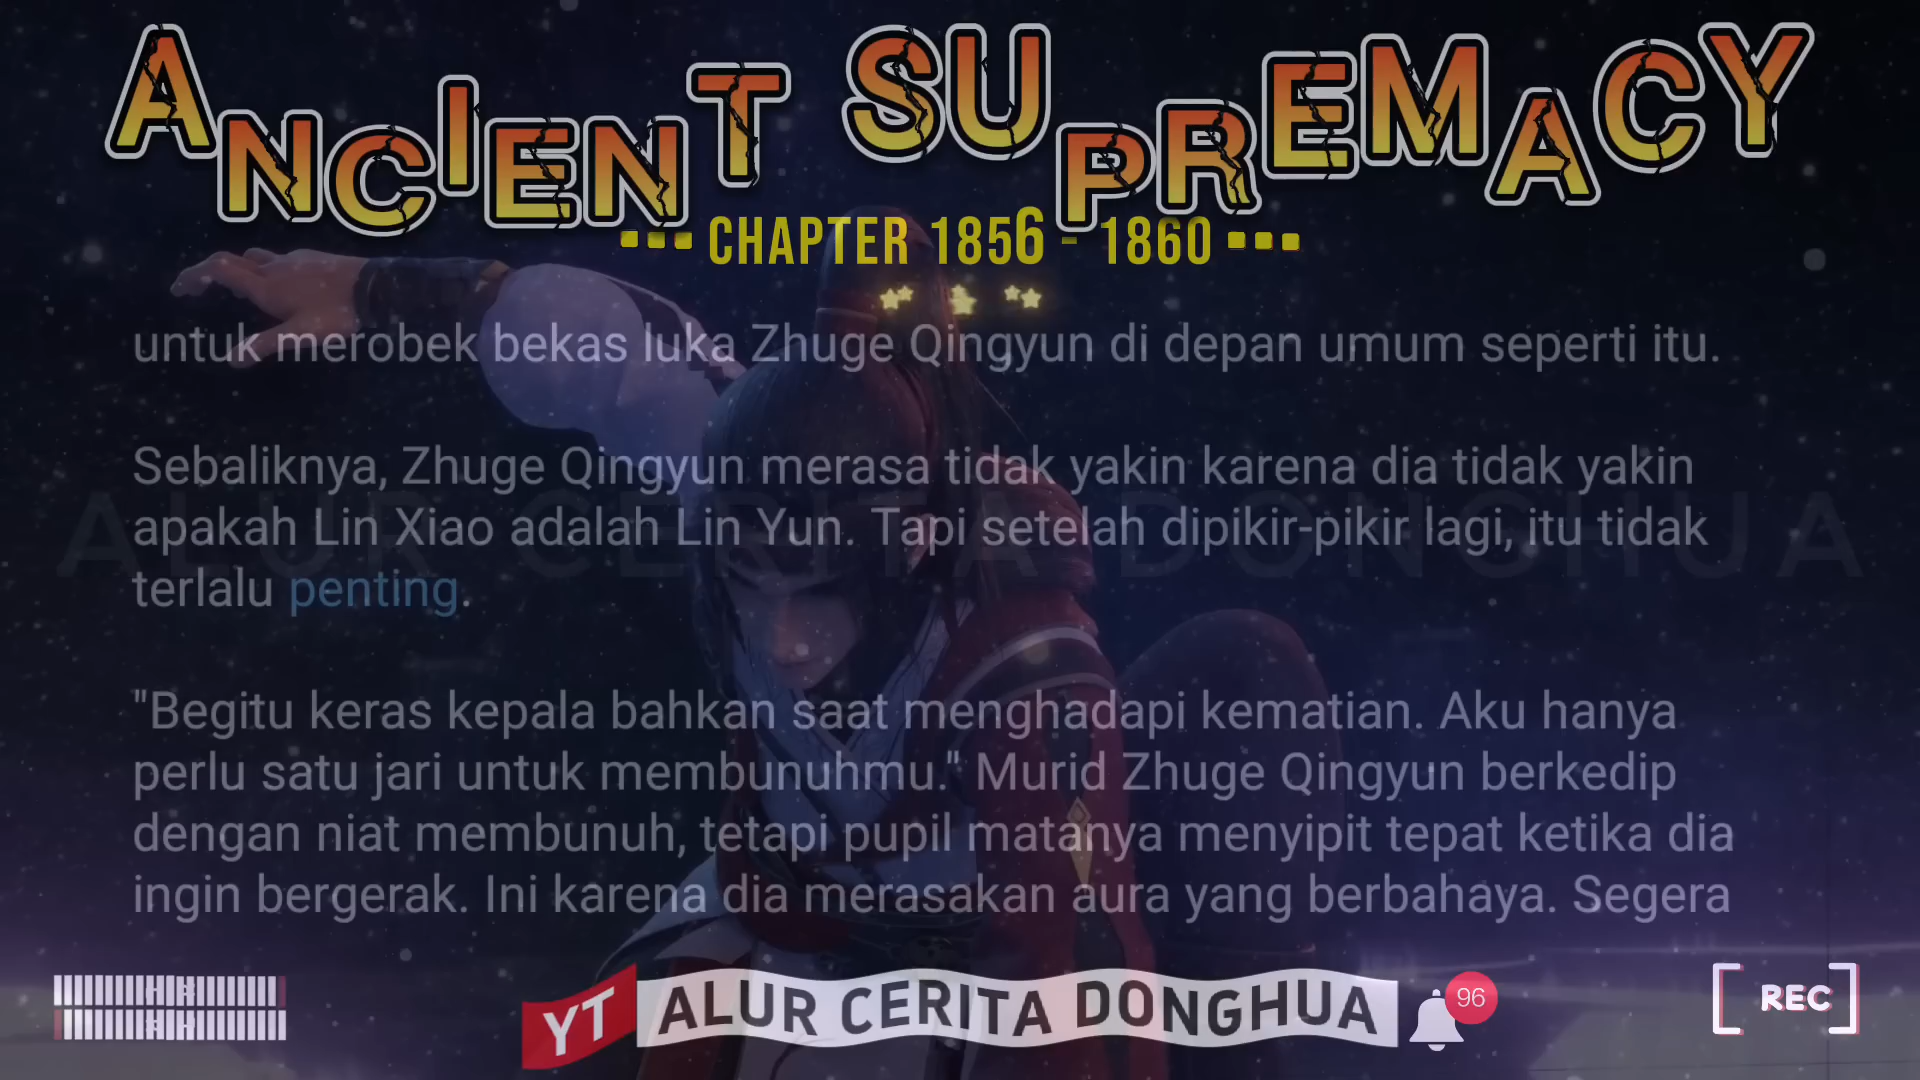 ANCIENT SUPREMACY
CHAPTER 1856 - 1860
untuk merobek bekas luka Zhuge Qingyun di depan umum seperti itu.
Sebaliknya, Zhuge Qingyun merasa tidak yakin karena dia tidak yakin
ALUR CERITA DONGHUA
apakah Lin Xiao adalah Lin Yun. Tapi setelah dipikir-pikir lagi, itu tidak
terlalu penting.
"Begitu keras kepala bahkan saat menghadapi kematian. Aku hanya
perlu satu jari untuk membunuhmu." Murid Zhuge Qingyun berkedip
dengan niat membunuh, tetapi pupil matanya menyipit tepat ketika dia
ingin bergerak. Ini karena dia merasakan aura yang berbahaya. Segera
YT ALUR CERITA DONGHUA
96
REC